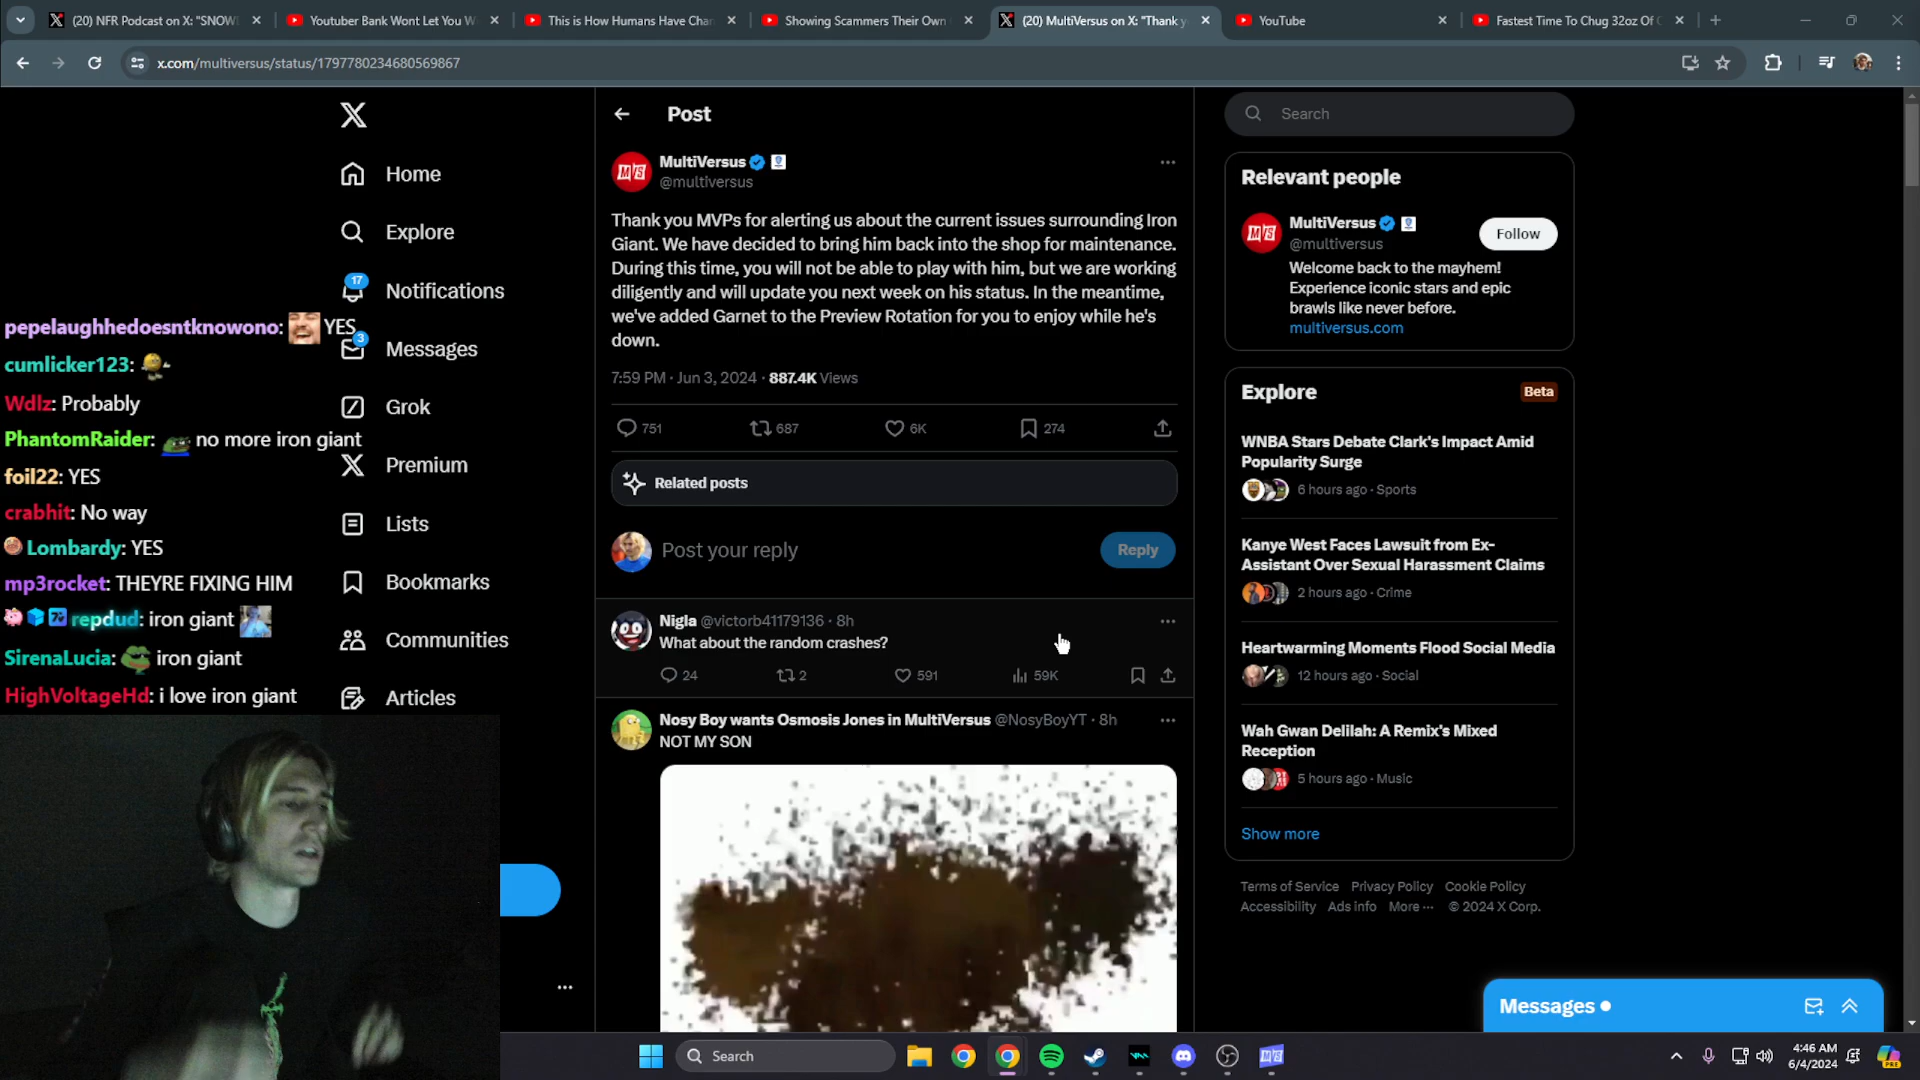 (20) NFR Podcast on X: "SNOW
Youtuber Bank Wont Let You W
This is How Humans Have Cha
Showing Scammers Their Own
(20) MultiVersus on X: "Thank y
YouTube
Fastest Time To Chug 32oz Of
x.com/multiversus/status/1797780234680569867
Home
Explore
17
Notifications
3
Messages
Grok
Premium
Lists
Bookmarks
Communities
Articles
pepelaughhedoesntknowono: YES
cumlicker123:
Wdlz: Probably
PhantomRaider: no more iron giant
foil22: YES
crabhit: No way
Lombardy: YES
mp3rocket: THEYRE FIXING HIM
repdud: iron giant
SirenaLucia: iron giant
HighVoltageHd: i love iron giant
Post
MultiVersus
@multiversus
Thank you MVPs for alerting us about the current issues surrounding Iron
Giant. We have decided to bring him back into the shop for maintenance.
During this time, you will not be able to play with him, but we are working
diligently and will update you next week on his status. In the meantime,
we've added Garnet to the Preview Rotation for you to enjoy while he's
down.
7:59 PM · Jun 3, 2024 · 887.4K Views
751 687 6K 274
Related posts
Post your reply
Reply
Nigla @victorb41179136 · 8h
What about the random crashes?
24 2 591 59K
Nosy Boy wants Osmosis Jones in MultiVersus @NosyBoyYT · 8h
NOT MY SON
Search
Relevant people
MultiVersus
@multiversus
Follow
Welcome back to the mayhem!
Experience iconic stars and epic
brawls like never before.
multiversus.com
Explore
Beta
WNBA Stars Debate Clark's Impact Amid
Popularity Surge
6 hours ago · Sports
Kanye West Faces Lawsuit from Ex-
Assistant Over Sexual Harassment Claims
2 hours ago · Crime
Heartwarming Moments Flood Social Media
12 hours ago · Social
Wah Gwan Delilah: A Remix's Mixed
Reception
5 hours ago · Music
Show more
Terms of Service Privacy Policy Cookie Policy
Accessibility Ads info More ··· © 2024 X Corp.
Messages
Search
4:46 AM
6/4/2024